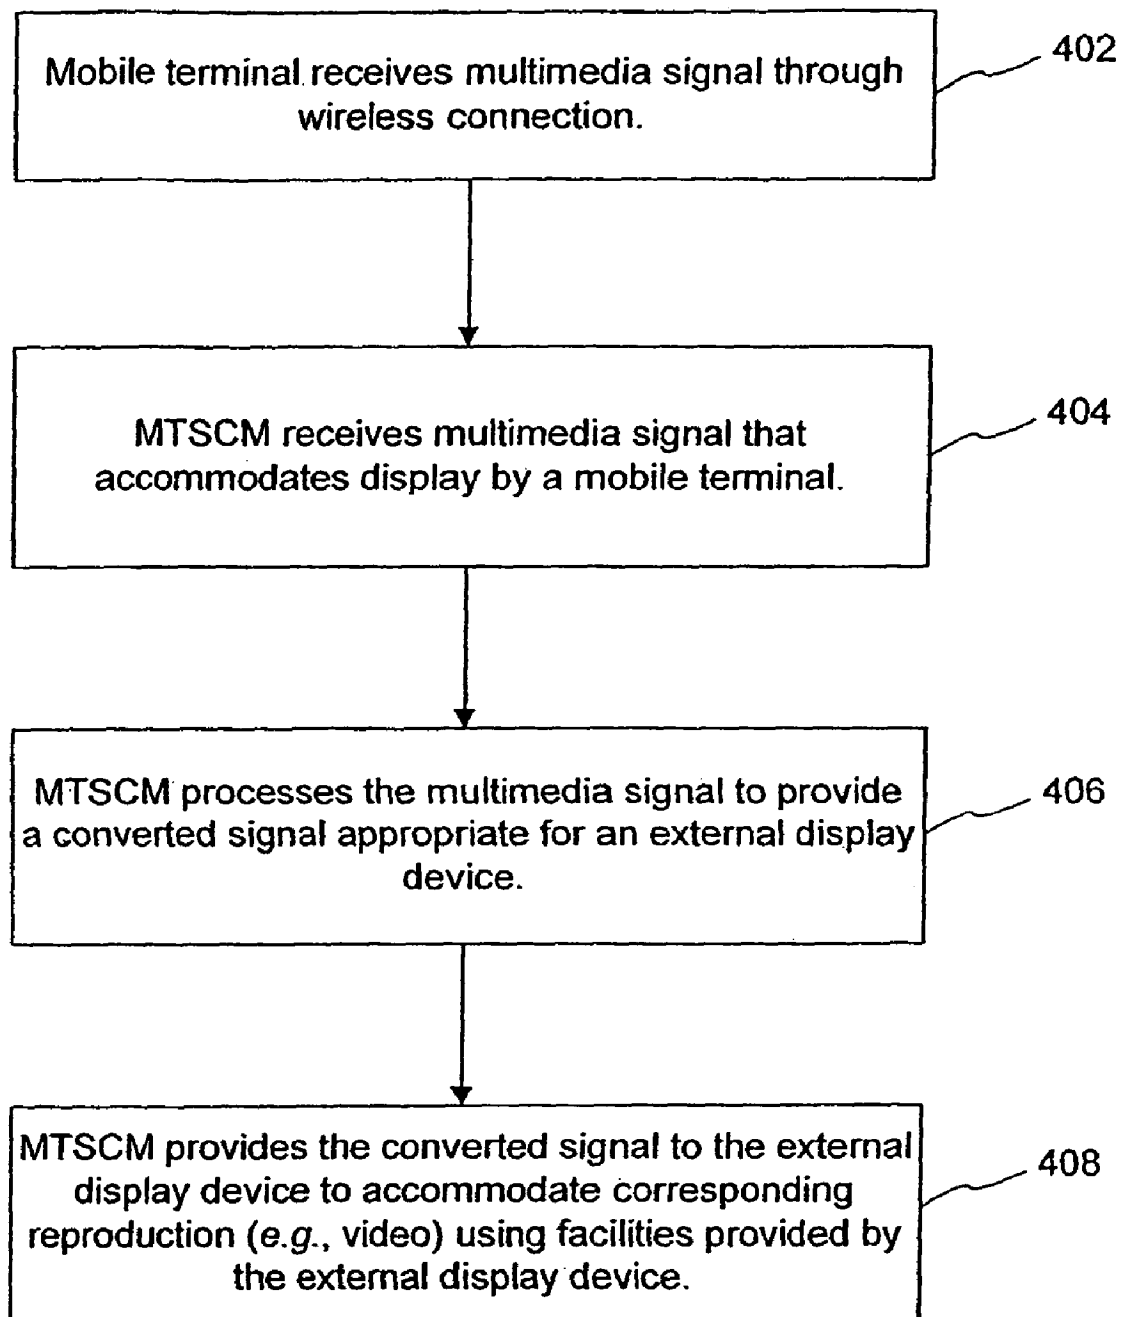 Mobile terminal receives multimedia signal through
wireless connection.
402
MTSCM receives multimedia signal that
accommodates display by a mobile terminal.
404
MTSCM processes the multimedia signal to provide
a converted signal appropriate for an external display
device.
406
MTSCM provides the converted signal to the external
display device to accommodate corresponding
reproduction (e.g., video) using facilities provided by
the external display device.
408